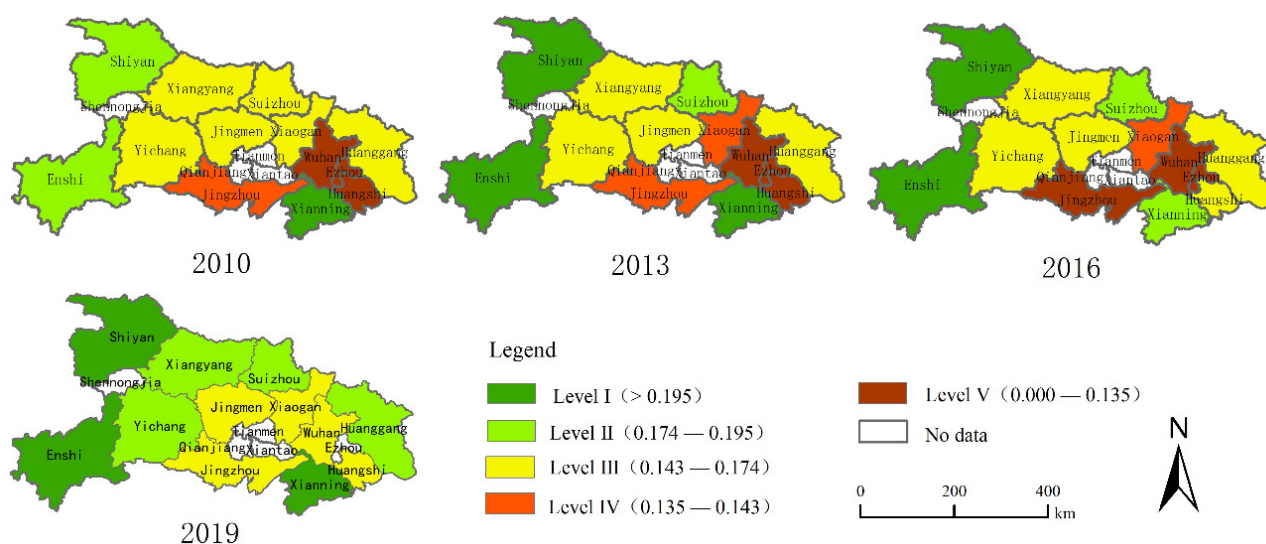 Shiyan
Xiangyang
Shennongjia
Suizhou
Jingmen
Xiaogan
Yichang
Tianmen
Wuhan
Huanggang
Enshi
Qianjiang
Xiantao
Ezhou
Jingzhou
Huangshi
Xianning
2010
Shiyan
Xiangyang
Shennongjia
Suizhou
Jingmen
Xiaogan
Yichang
Tianmen
Wuhan
Huanggang
Enshi
Qianjiang
Xiantao
Ezhou
Jingzhou
Huangshi
Xianning
2013
Shiyan
Xiangyang
Shennongjia
Suizhou
Jingmen
Xiaogan
Yichang
Tianmen
Wuhan
Huanggang
Enshi
Qianjiang
Xiantao
Ezhou
Jingzhou
Huangshi
Xianning
2016
Shiyan
Xiangyang
Shennongjia
Suizhou
Jingmen
Xiaogan
Yichang
Tianmen
Wuhan
Huanggang
Enshi
Qianjiang
Xiantao
Ezhou
Jingzhou
Huangshi
Xianning
2019
Legend
Level I (> 0.195)
Level II (0.174 — 0.195)
Level III (0.143 — 0.174)
Level IV (0.135 — 0.143)
Level V (0.000 — 0.135)
No data
0 200 400
km
N